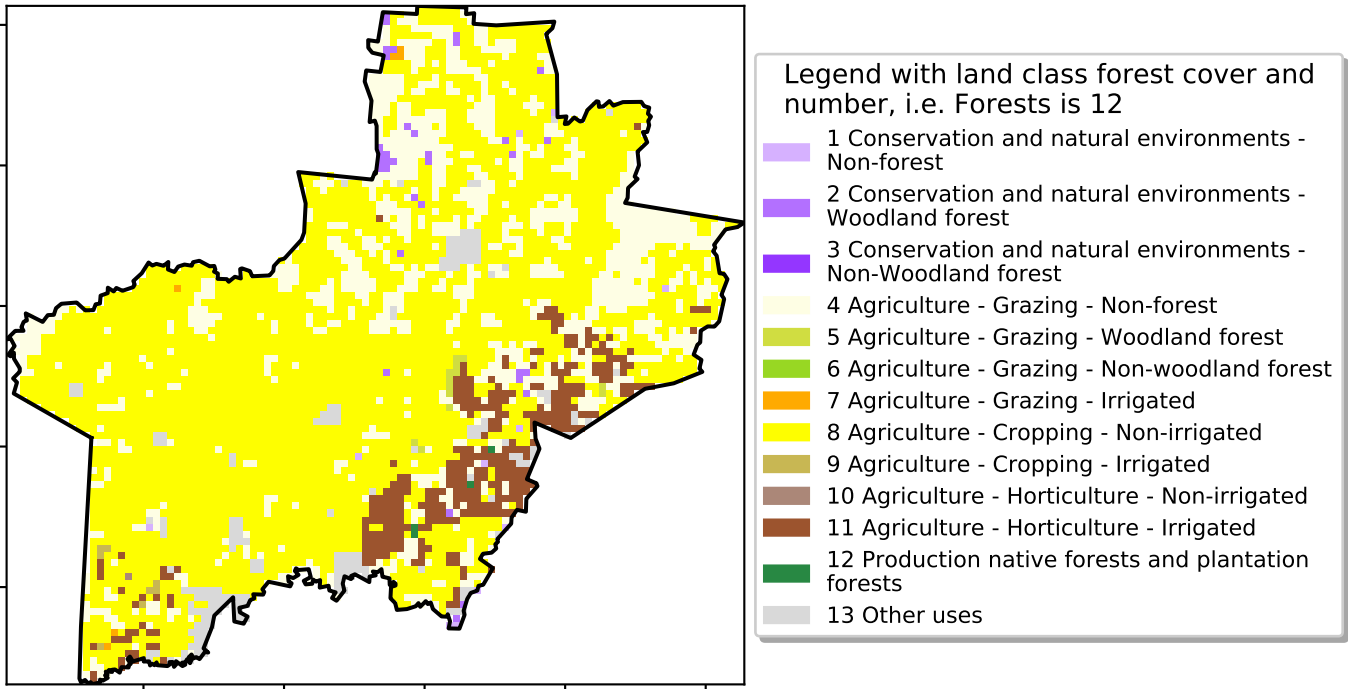 Legend with land class forest cover and
number, i.e. Forests is 12
1 Conservation and natural environments -
Non-forest
2 Conservation and natural environments -
Woodland forest
3 Conservation and natural environments -
Non-Woodland forest
4 Agriculture - Grazing - Non-forest
5 Agriculture - Grazing - Woodland forest
6 Agriculture - Grazing - Non-woodland forest
7 Agriculture - Grazing - Irrigated
8 Agriculture - Cropping - Non-irrigated
9 Agriculture - Cropping - Irrigated
10 Agriculture - Horticulture - Non-irrigated
11 Agriculture - Horticulture - Irrigated
12 Production native forests and plantation
forests
13 Other uses